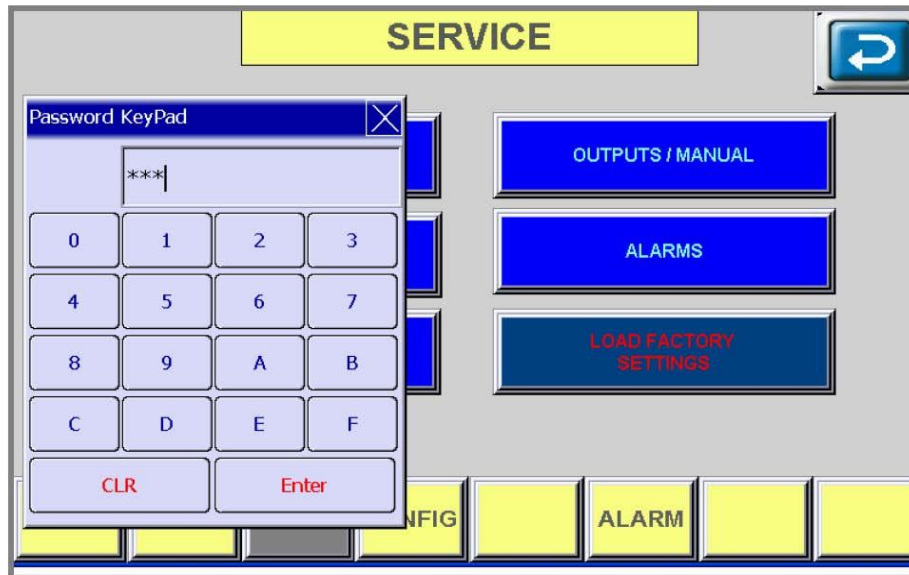 SERVICE
Password KeyPad
***
0 1 2 3
4 5 6 7
8 9 A B
C D E F
CLR Enter
OUTPUTS / MANUAL
ALARMS
LOAD FACTORY
SETTINGS
NFIG
ALARM